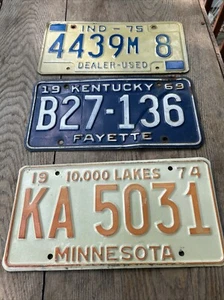 IND - 75
4439M 8
DEALER-USED
19 KENTUCKY 69
B27-136
FAYETTE
19 10,000 LAKES 74
KA 5031
MINNESOTA